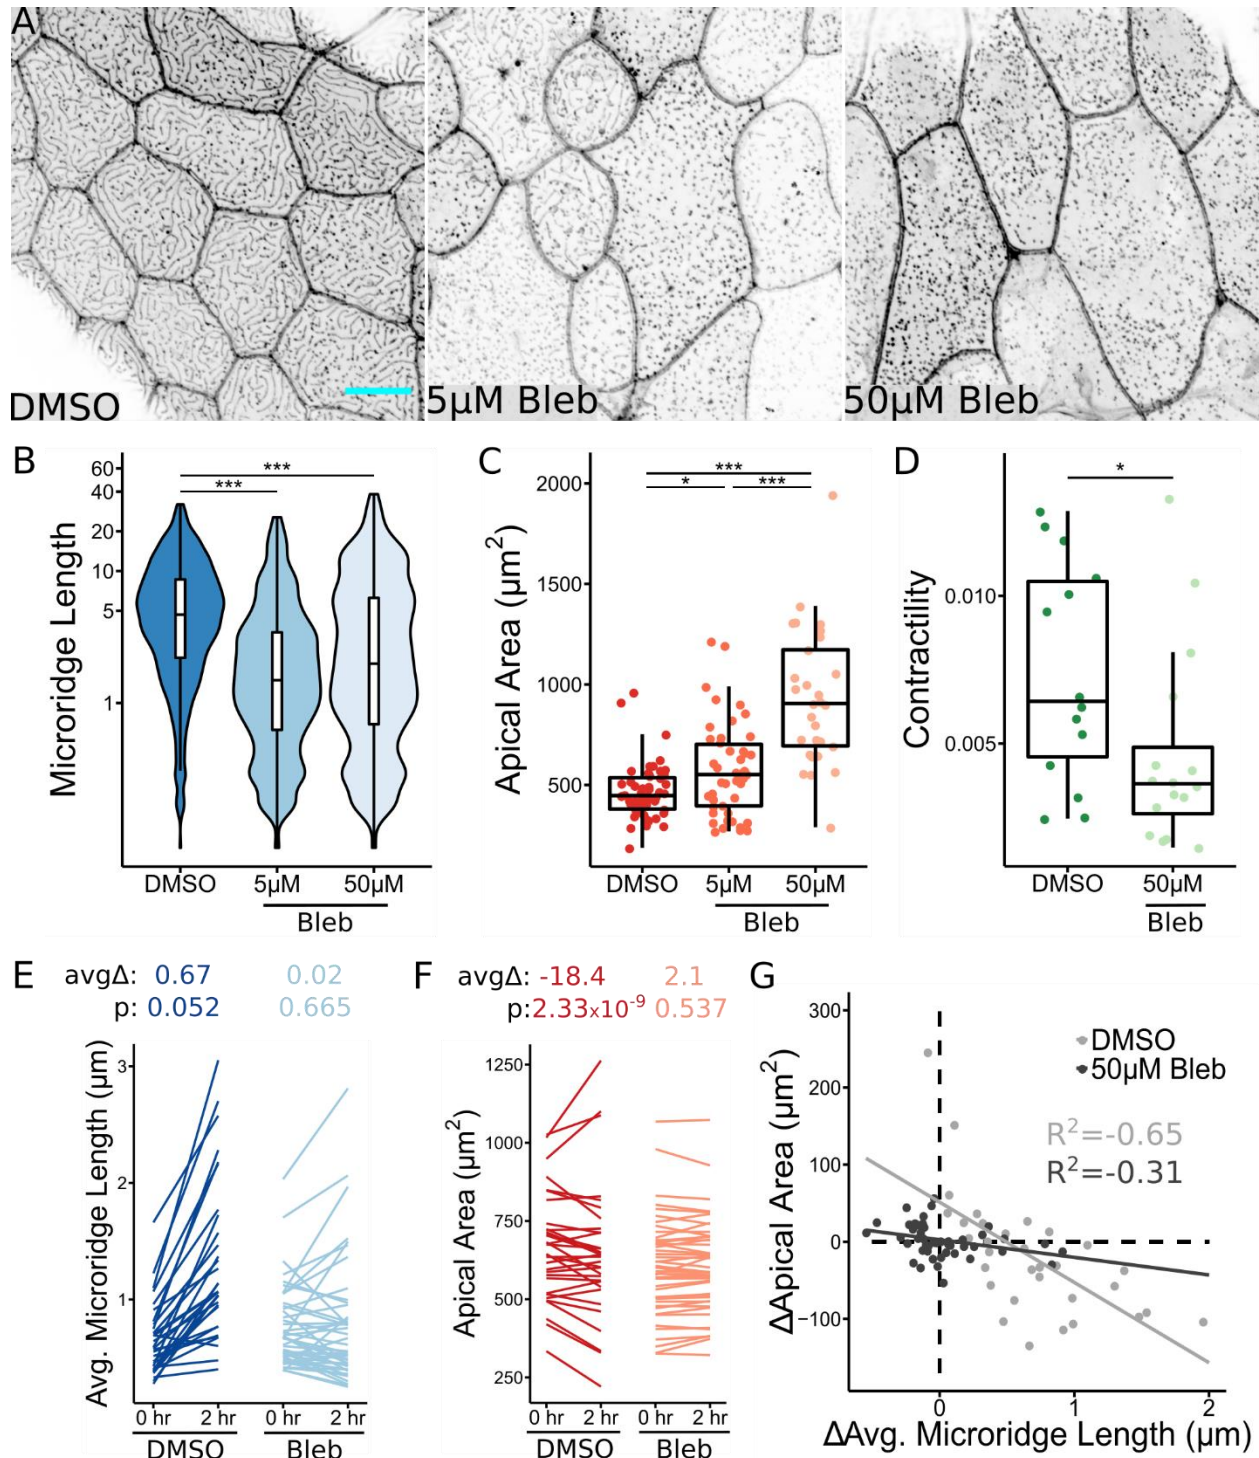 A
DMSO
5µM Bleb
50µM Bleb
B
Microridge Length
60
40
20
10
5
1
***
***
DMSO
5µM
50µM
Bleb
C
Apical Area (µm²)
2000
1500
1000
500
***
*
***
DMSO
5µM
50µM
Bleb
D
Contractility
0.010
0.005
*
DMSO
50µM
Bleb
E
avgΔ: 0.67 0.02
p: 0.052 0.665
Avg. Microridge Length (µm)
3
2
1
0 hr 2 hr 0 hr 2 hr
DMSO Bleb
F
avgΔ: -18.4 2.1
p: 2.33x10⁻⁹ 0.537
Apical Area (µm²)
1250
1000
750
500
250
0 hr 2 hr 0 hr 2 hr
DMSO Bleb
G
ΔApical Area (µm²)
300
200
100
0
−100
DMSO
50µM Bleb
R²=-0.65
R²=-0.31
0 1 2
ΔAvg. Microridge Length (µm)